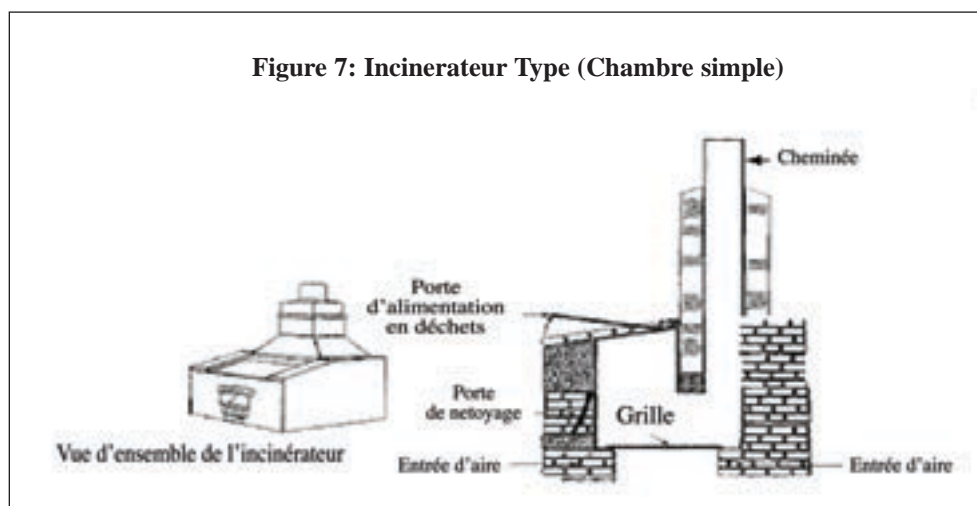 Figure 7: Incinerateur Type (Chambre simple)
Cheminée
Porte
d'alimentation
en déchets
Porte
de netoyage
Grille
Vue d'ensemble de l'incinérateur
Entrée d'aire
Entrée d'aire